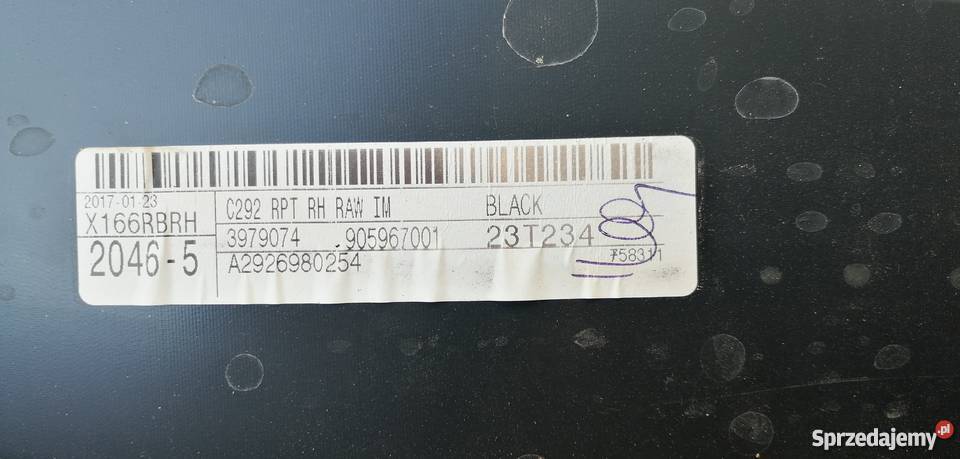 2017-01-23
X166RBRH
2046-5
C292 RPT RH RAW IM BLACK
3979074 .905967001 23T234
A2926980254
758311
Sprzedajemy.pl